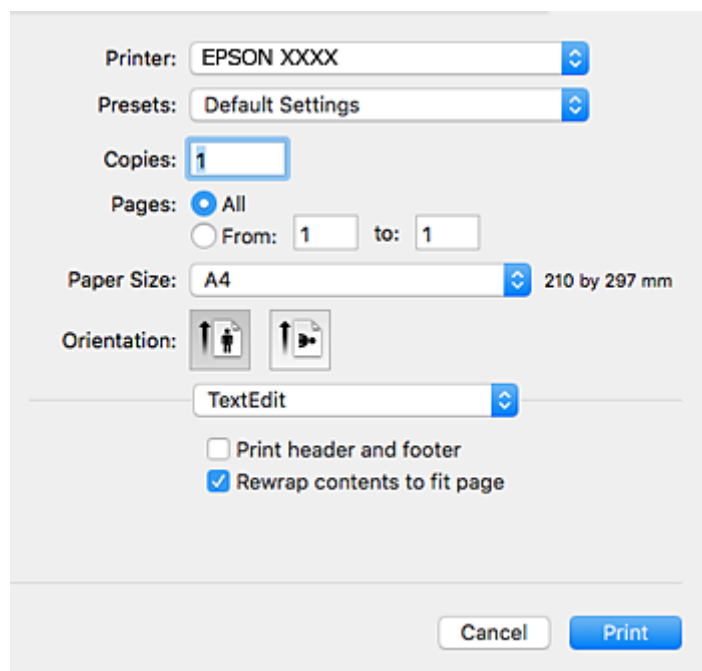 Printer: EPSON XXXX
Presets: Default Settings
Copies: 1
Pages: All
From: 1 to: 1
Paper Size: A4 210 by 297 mm
Orientation:
TextEdit
Print header and footer
Rewrap contents to fit page
Cancel Print